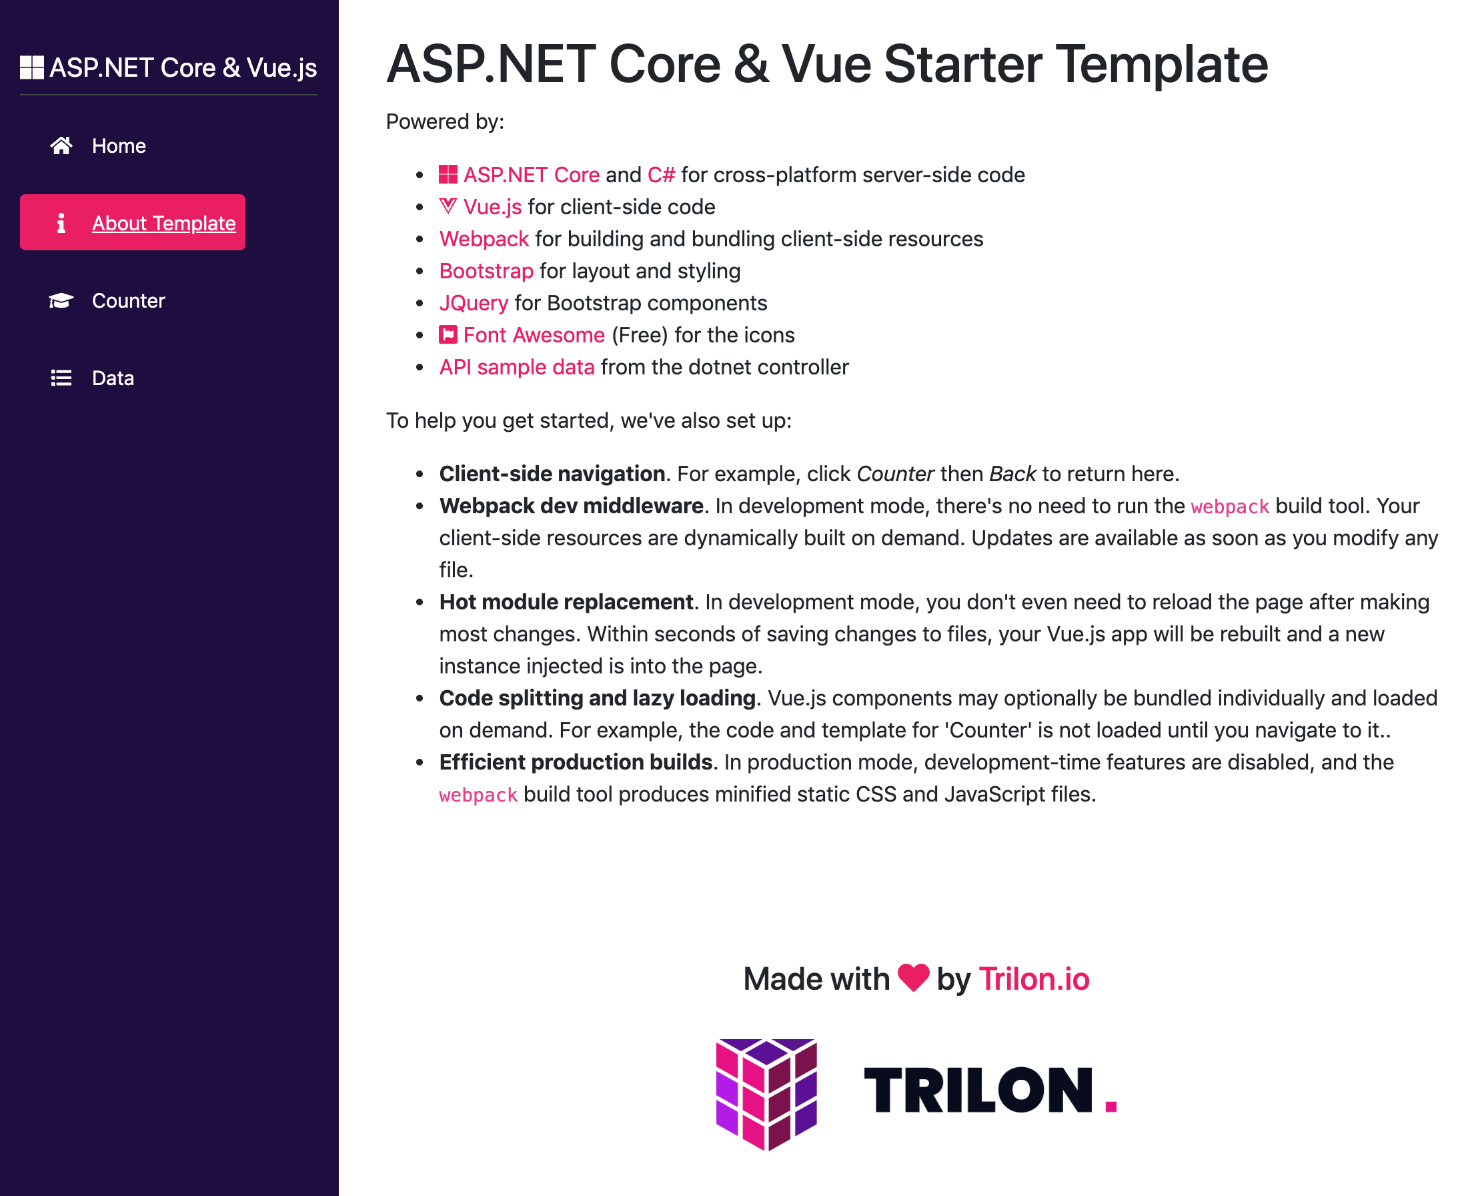 ASP.NET Core & Vue.js
Home
About Template
Counter
Data
ASP.NET Core & Vue Starter Template
Powered by:
ASP.NET Core and C# for cross-platform server-side code
Vue.js for client-side code
Webpack for building and bundling client-side resources
Bootstrap for layout and styling
JQuery for Bootstrap components
Font Awesome (Free) for the icons
API sample data from the dotnet controller
To help you get started, we've also set up:
Client-side navigation. For example, click Counter then Back to return here.
Webpack dev middleware. In development mode, there's no need to run the webpack build tool. Your
client-side resources are dynamically built on demand. Updates are available as soon as you modify any
file.
Hot module replacement. In development mode, you don't even need to reload the page after making
most changes. Within seconds of saving changes to files, your Vue.js app will be rebuilt and a new
instance injected is into the page.
Code splitting and lazy loading. Vue.js components may optionally be bundled individually and loaded
on demand. For example, the code and template for 'Counter' is not loaded until you navigate to it..
Efficient production builds. In production mode, development-time features are disabled, and the
webpack build tool produces minified static CSS and JavaScript files.
Made with by Trilon.io
TRILON.